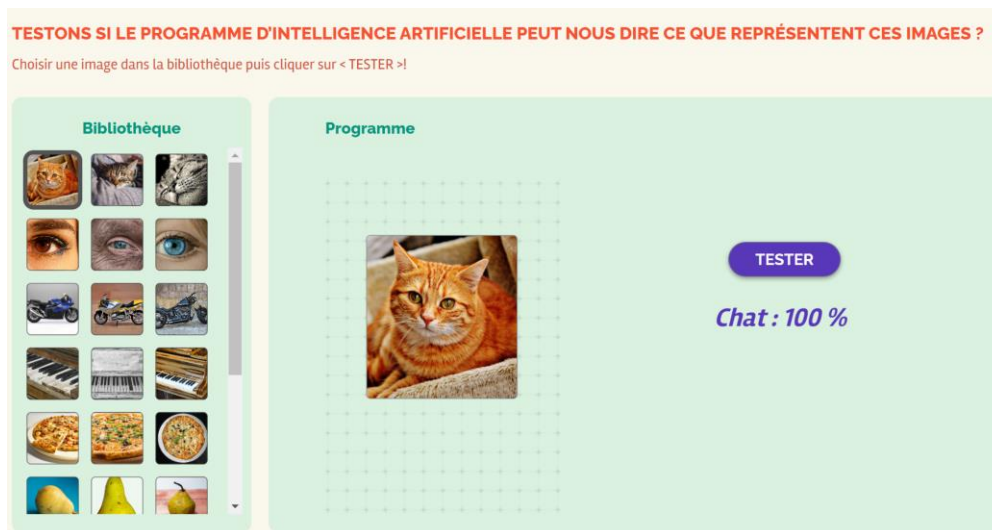 TESTONS SI LE PROGRAMME D'INTELLIGENCE ARTIFICIELLE PEUT NOUS DIRE CE QUE REPRÉSENTENT CES IMAGES ?
Choisir une image dans la bibliothèque puis cliquer sur < TESTER >!
Bibliothèque
Programme
TESTER
Chat : 100 %